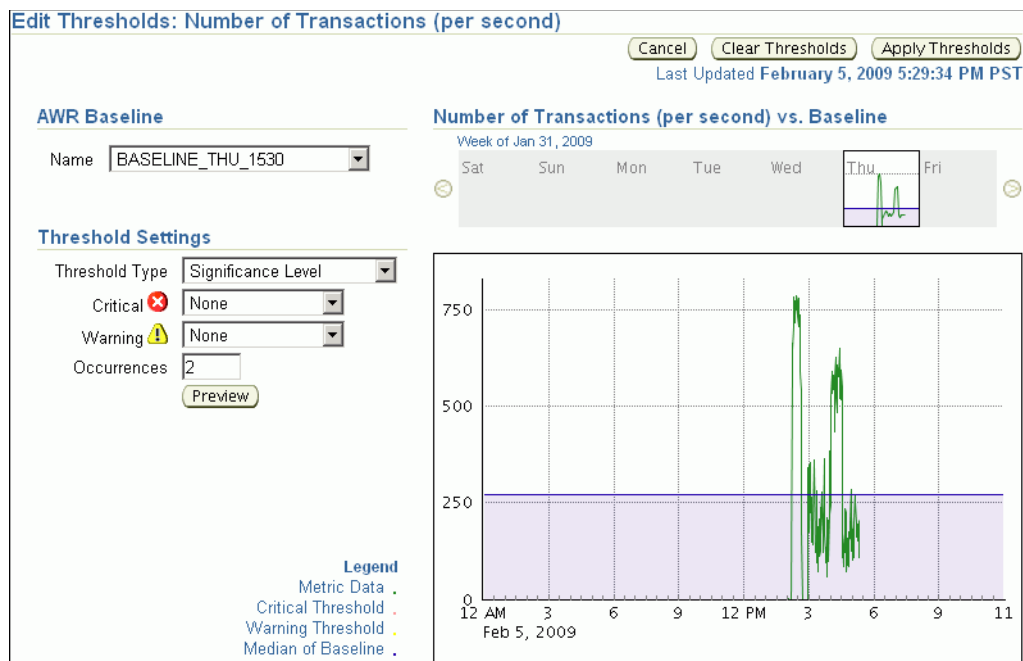 Edit Thresholds: Number of Transactions (per second)
Cancel Clear Thresholds Apply Thresholds
Last Updated February 5, 2009 5:29:34 PM PST
AWR Baseline
Name BASELINE_THU_1530
Threshold Settings
Threshold Type Significance Level
Critical None
Warning None
Occurrences 2
Preview
Legend
Metric Data
Critical Threshold
Warning Threshold
Median of Baseline
Number of Transactions (per second) vs. Baseline
Week of Jan 31, 2009
Sat Sun Mon Tue Wed Thu Fri
750
500
250
0
12 AM 3 6 9 12 PM 3 6 9 11
Feb 5, 2009